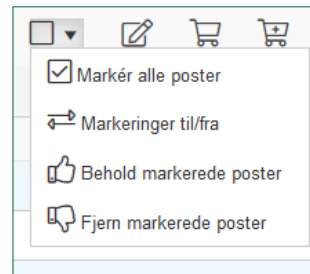 Markér alle poster
Markeringer til/fra
Behold markerede poster
Fjern markerede poster